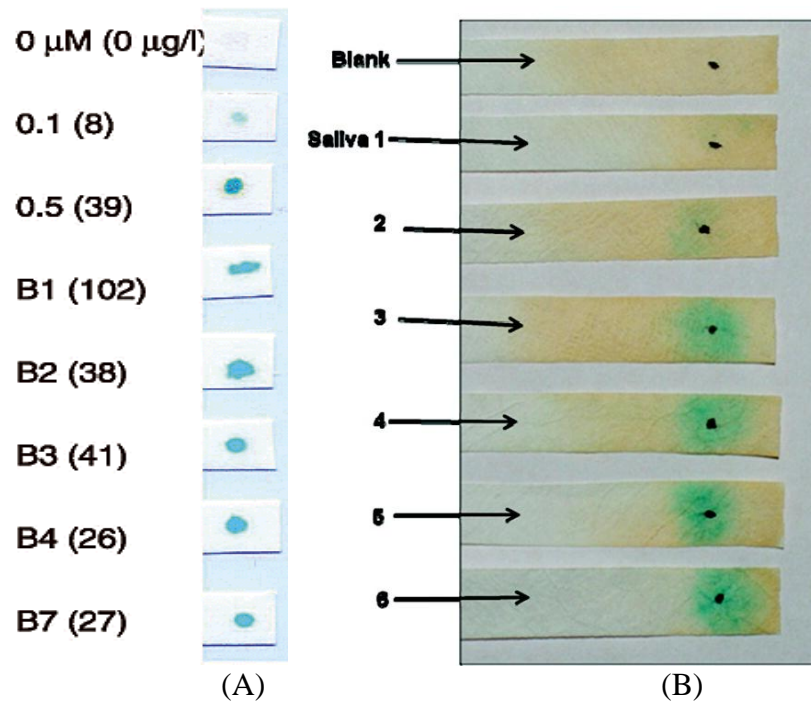 0 µM (0 µg/l)
0.1 (8)
0.5 (39)
B1 (102)
B2 (38)
B3 (41)
B4 (26)
B7 (27)
(A)
Blank
Saliva 1
2
3
4
5
6
(B)